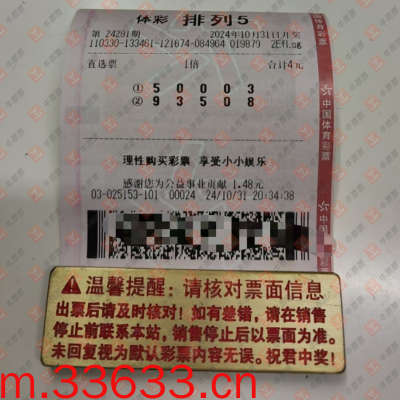 体彩 排列5
第 24291期 2024年10月31日开奖
110330-133461-121674-084964 019879
直选票 1倍 合计4元
① 5 0 0 0 3
② 9 3 5 0 8
理性购买彩票 享受小小娱乐
感谢您为公益事业贡献 1.48元
03-025153-101 00024 24/10/31 20:34:38
中国体育彩票
温馨提醒：请核对票面信息
出票后请及时核对！如有差错，请在销售
停止前联系本站，销售停止后以票面为准。
未回复视为默认彩票内容无误。祝君中奖！
m.33633.cn